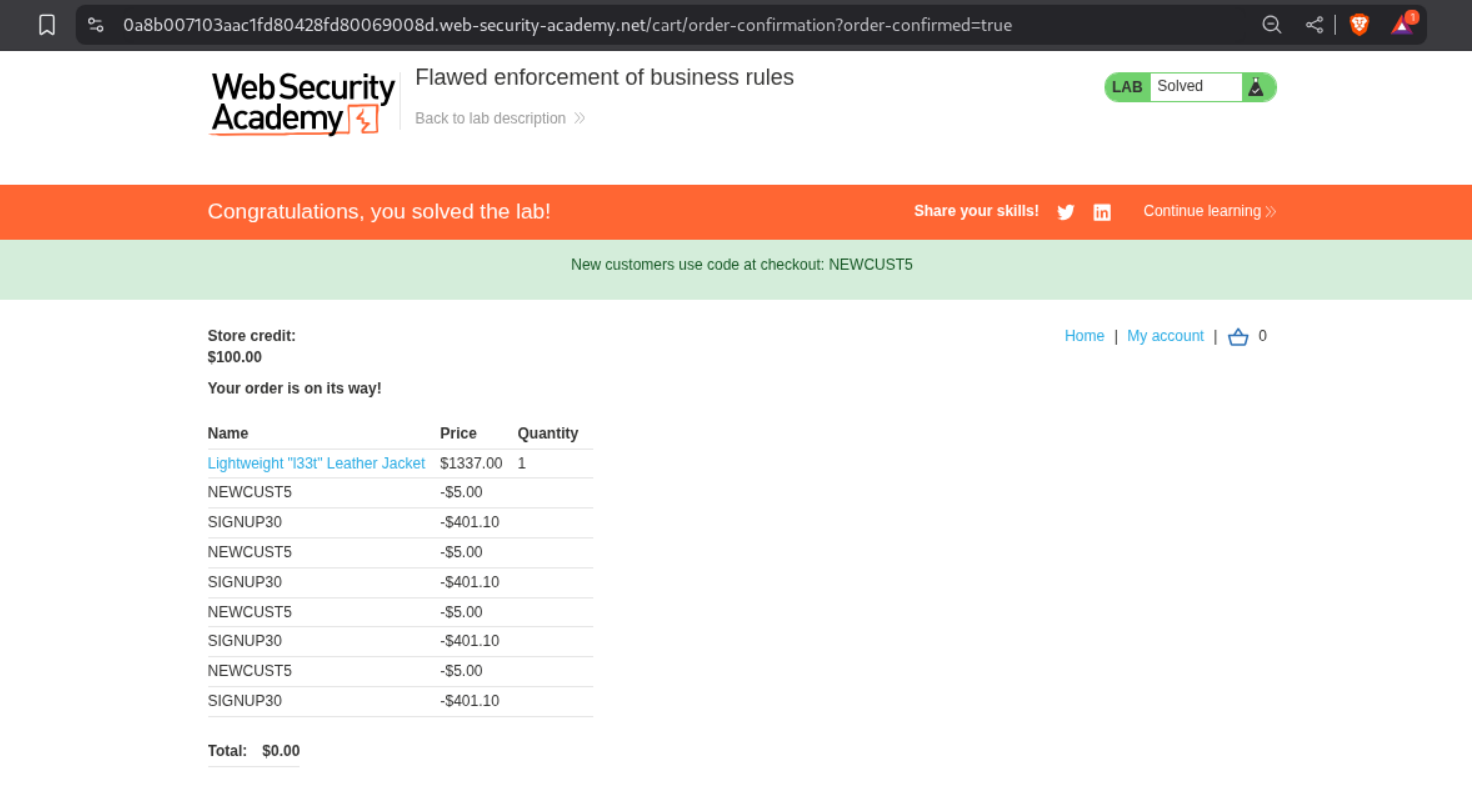 0a8b007103aac1fd80428fd80069008d.web-security-academy.net/cart/order-confirmation?order-confirmed=true
1
Web Security Academy
Flawed enforcement of business rules
Back to lab description
LAB Solved
Congratulations, you solved the lab!
Share your skills!
Continue learning
New customers use code at checkout: NEWCUST5
Store credit:
$100.00
Home | My account | 0
Your order is on its way!
Name Price Quantity
Lightweight "l33t" Leather Jacket $1337.00 1
NEWCUST5 -$5.00
SIGNUP30 -$401.10
NEWCUST5 -$5.00
SIGNUP30 -$401.10
NEWCUST5 -$5.00
SIGNUP30 -$401.10
NEWCUST5 -$5.00
SIGNUP30 -$401.10
Total: $0.00